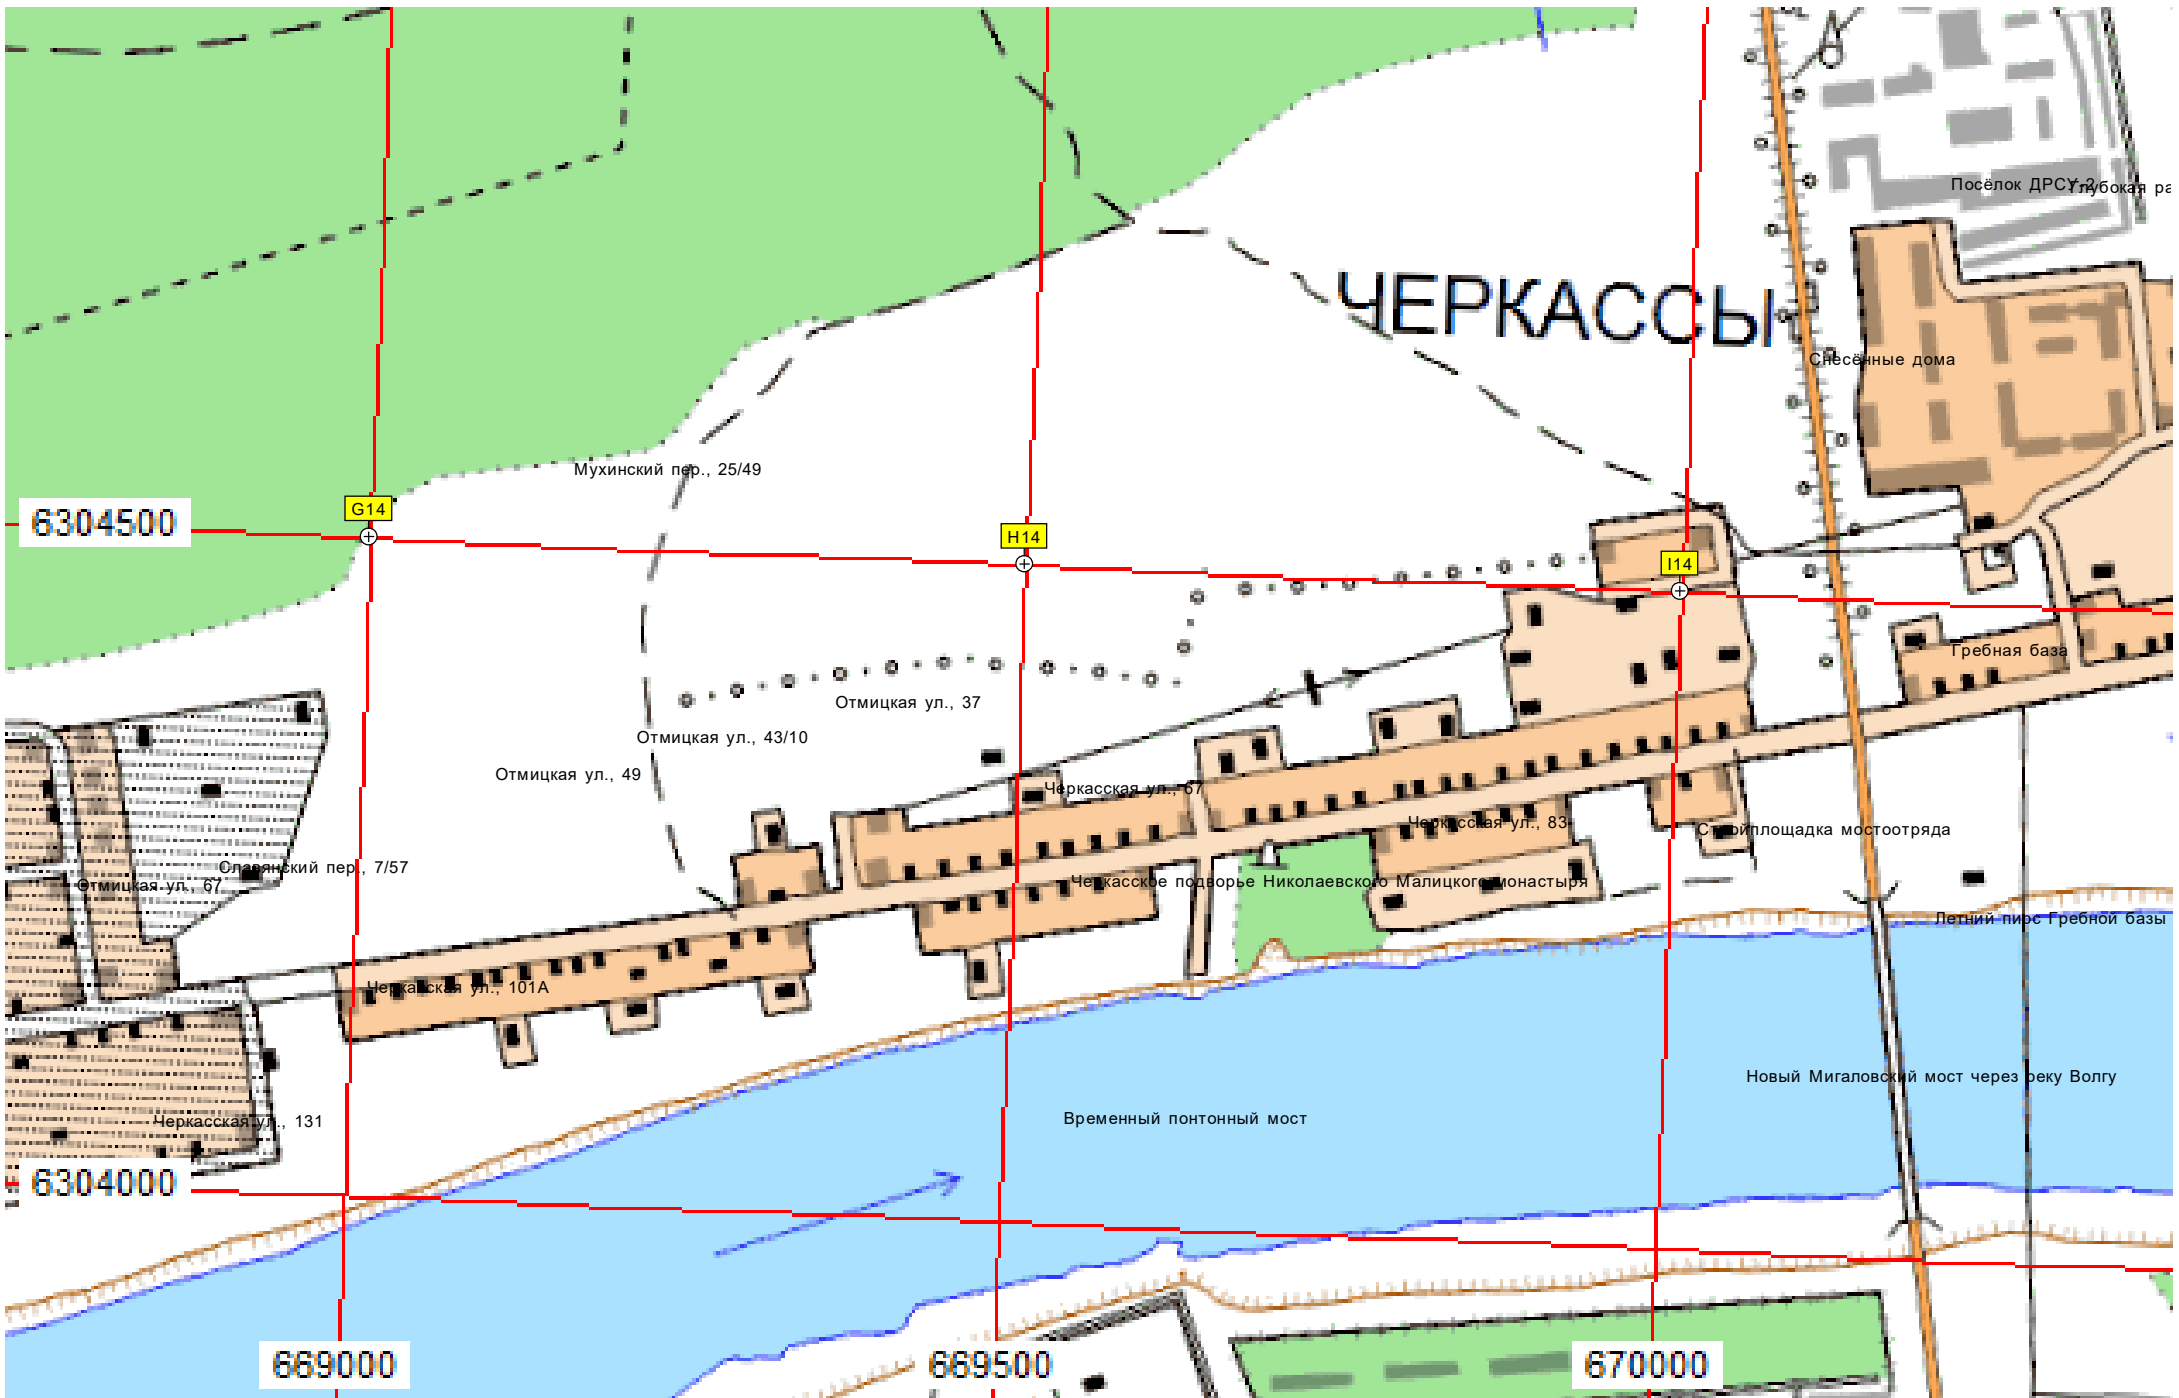 Посёлок ДРСУ-2
ЧЕРКАССЫ
Снесённые дома
Мухинский пер., 25/49
G14
6304500
H14
I14
Гребная база
Отмицкая ул., 37
Отмицкая ул., 43/10
Отмицкая ул., 49
Черкасская ул., 67
Черкасская ул., 83
Стройплощадка мостоотряда
Славянский пер., 7/57
Отмицкая ул., 67
Черкасское подворье Николаевского Малицкого монастыря
Летний пирс Гребной базы
Черкасская ул., 101А
Новый Мигаловский мост через реку Волгу
Временный понтонный мост
Черкасская ул., 131
6304000
669000
669500
670000